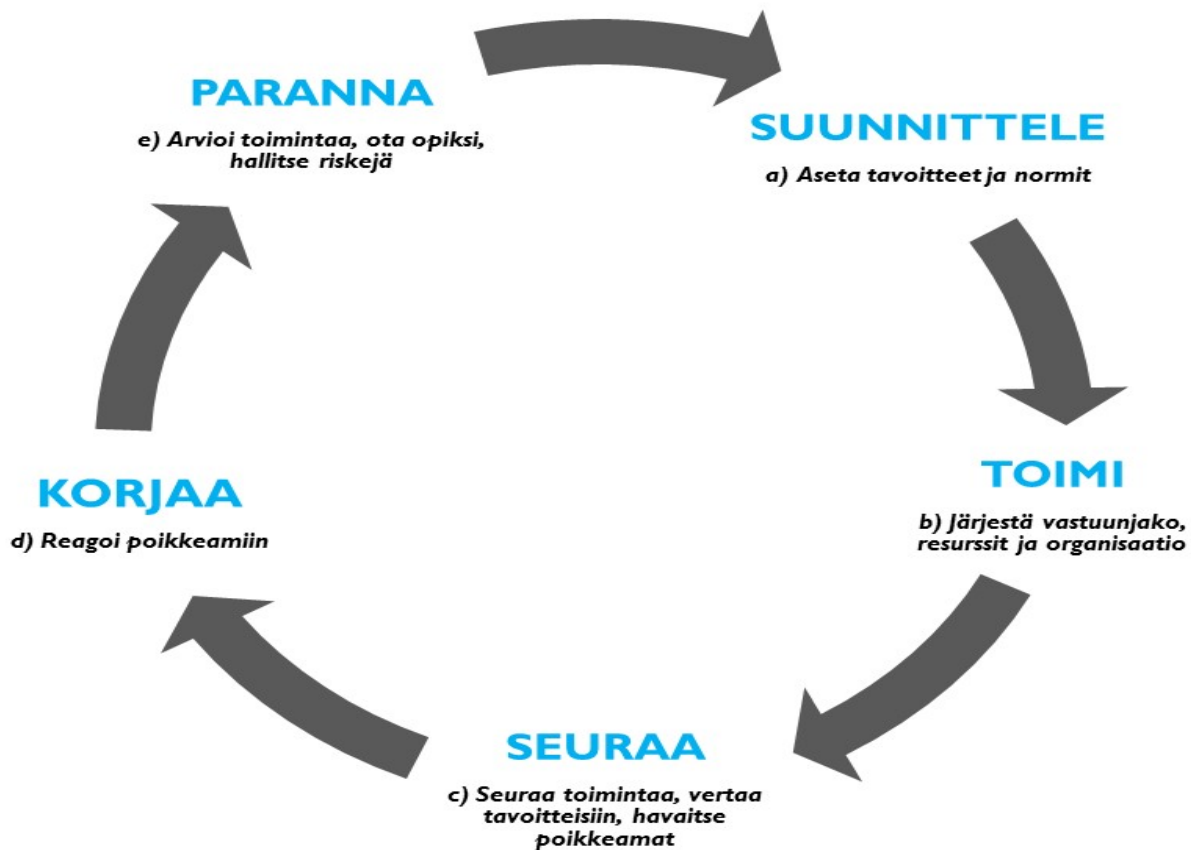 PARANNA
e) Arvioi toimintaa, ota opiksi,
hallitse riskejä
SUUNNITTELE
a) Aseta tavoitteet ja normit
TOIMI
b) Järjestä vastuunjako,
resurssit ja organisaatio
SEURAA
c) Seuraa toimintaa, vertaa
tavoitteisiin, havaitse
poikkeamat
KORJAA
d) Reagoi poikkeamiin